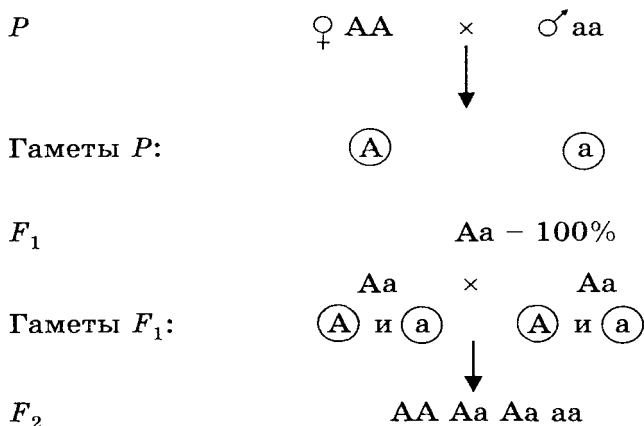 P ♀ AA × ♂ aa
Гаметы P: A a
F₁ Aa – 100%
Aa × Aa
Гаметы F₁: A и a A и a
F₂ AA Aa Aa aa